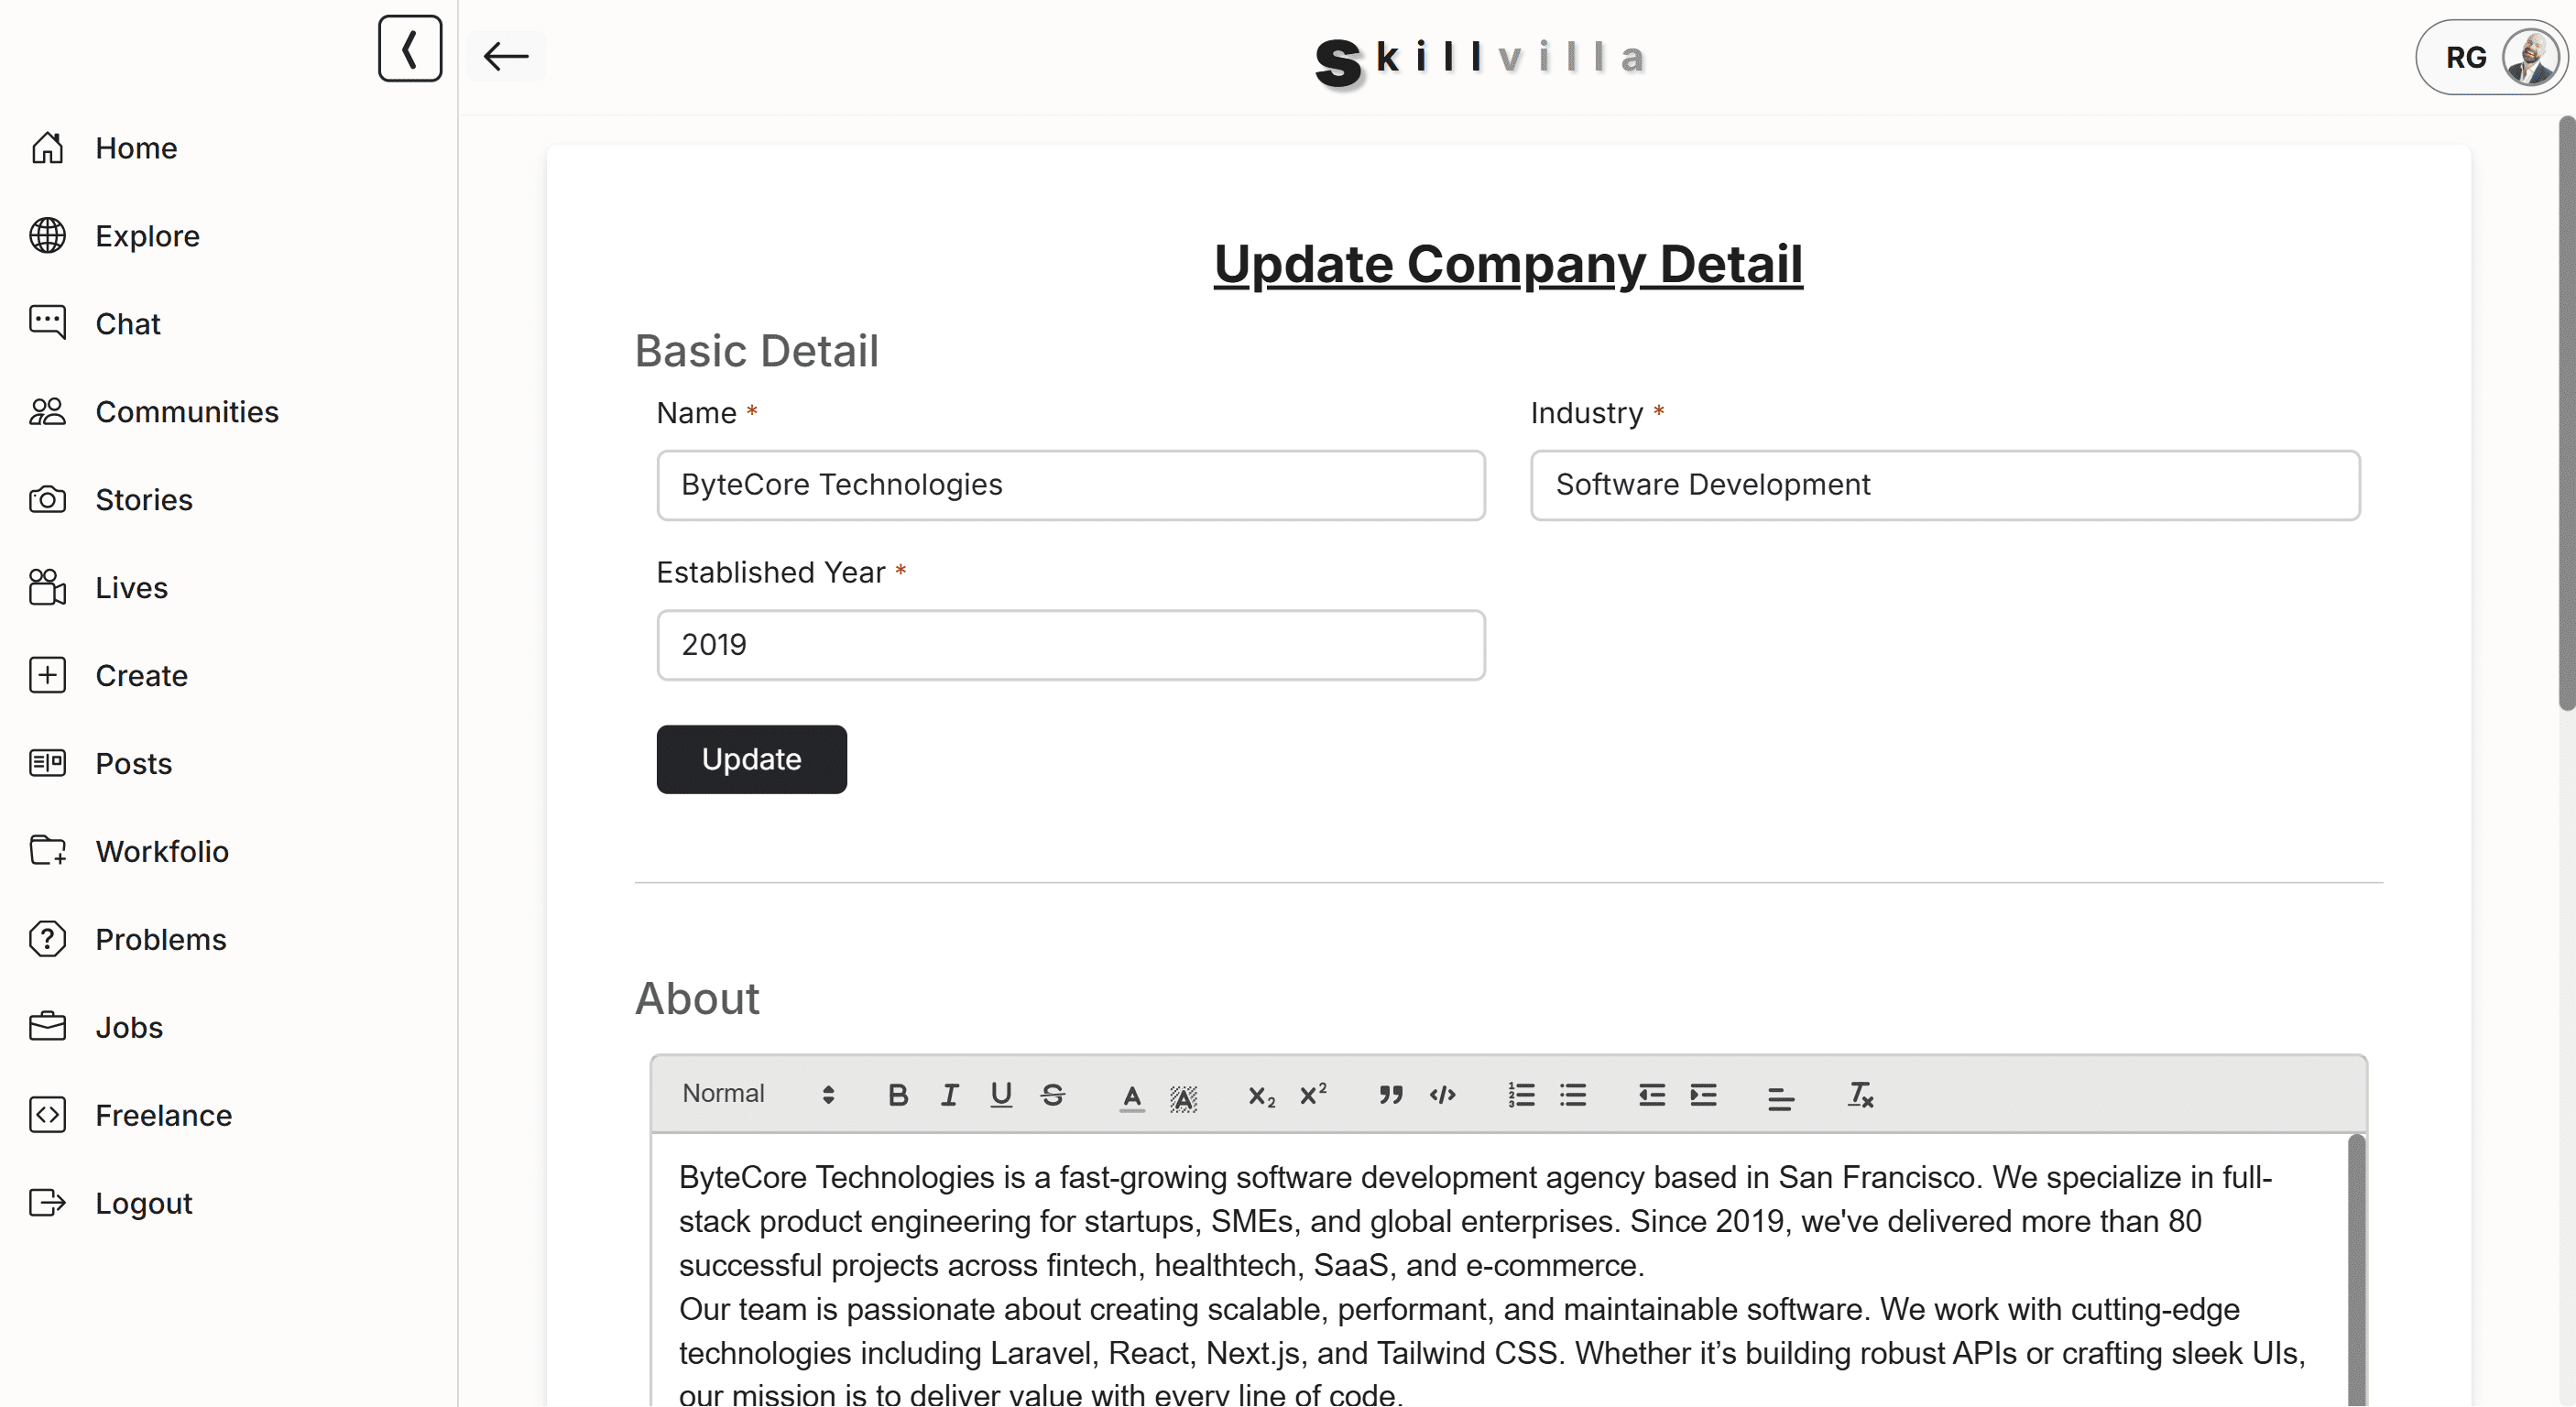 Skillvilla
RG
Home
Explore
Chat
Communities
Stories
Lives
Create
Posts
Workfolio
Problems
Jobs
Freelance
Logout
Update Company Detail
Basic Detail
Name *
Industry *
ByteCore Technologies
Software Development
Established Year *
2019
Update
About
Normal
ByteCore Technologies is a fast-growing software development agency based in San Francisco. We specialize in full-
stack product engineering for startups, SMEs, and global enterprises. Since 2019, we've delivered more than 80
successful projects across fintech, healthtech, SaaS, and e-commerce.
Our team is passionate about creating scalable, performant, and maintainable software. We work with cutting-edge
technologies including Laravel, React, Next.js, and Tailwind CSS. Whether it’s building robust APIs or crafting sleek UIs,
our mission is to deliver value with every line of code.